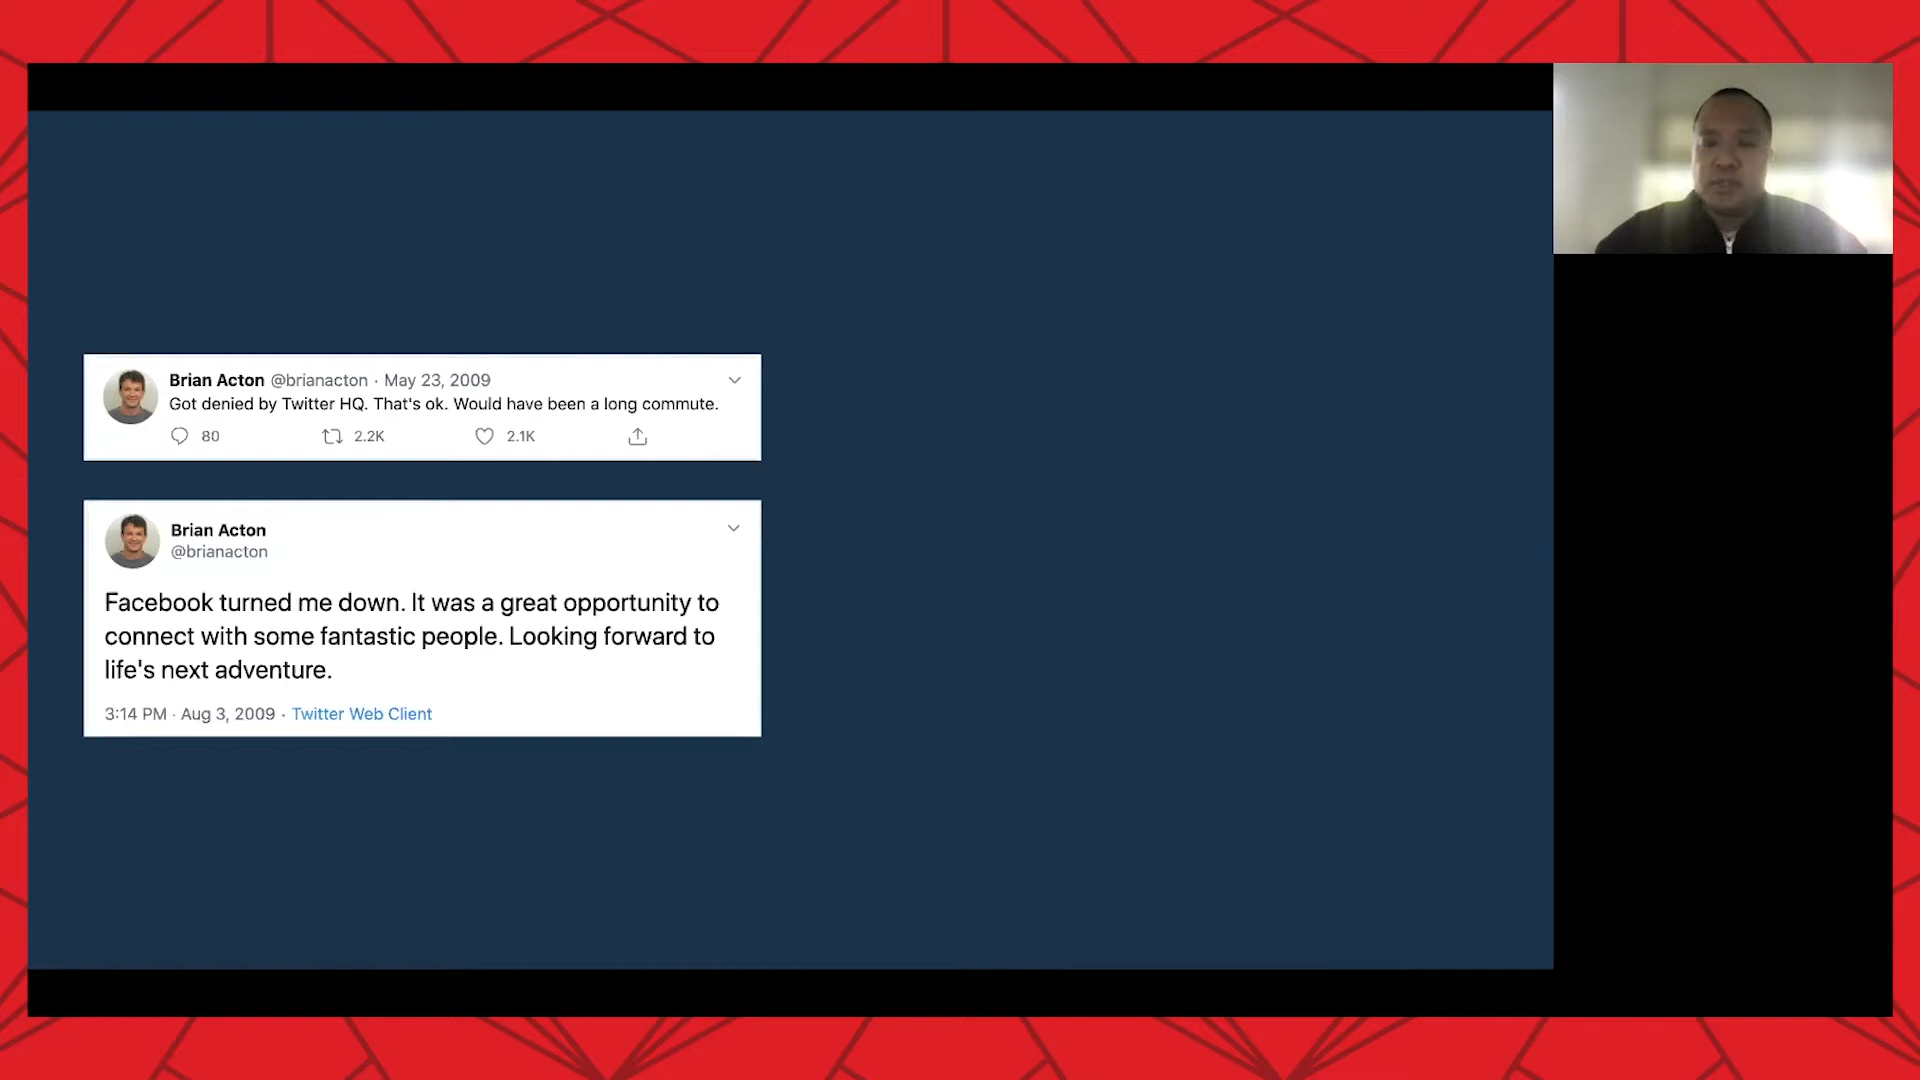 Brian Acton @brianacton · May 23, 2009
Got denied by Twitter HQ. That's ok. Would have been a long commute.
80 2.2K 2.1K
Brian Acton
@brianacton
Facebook turned me down. It was a great opportunity to
connect with some fantastic people. Looking forward to
life's next adventure.
3:14 PM · Aug 3, 2009 · Twitter Web Client